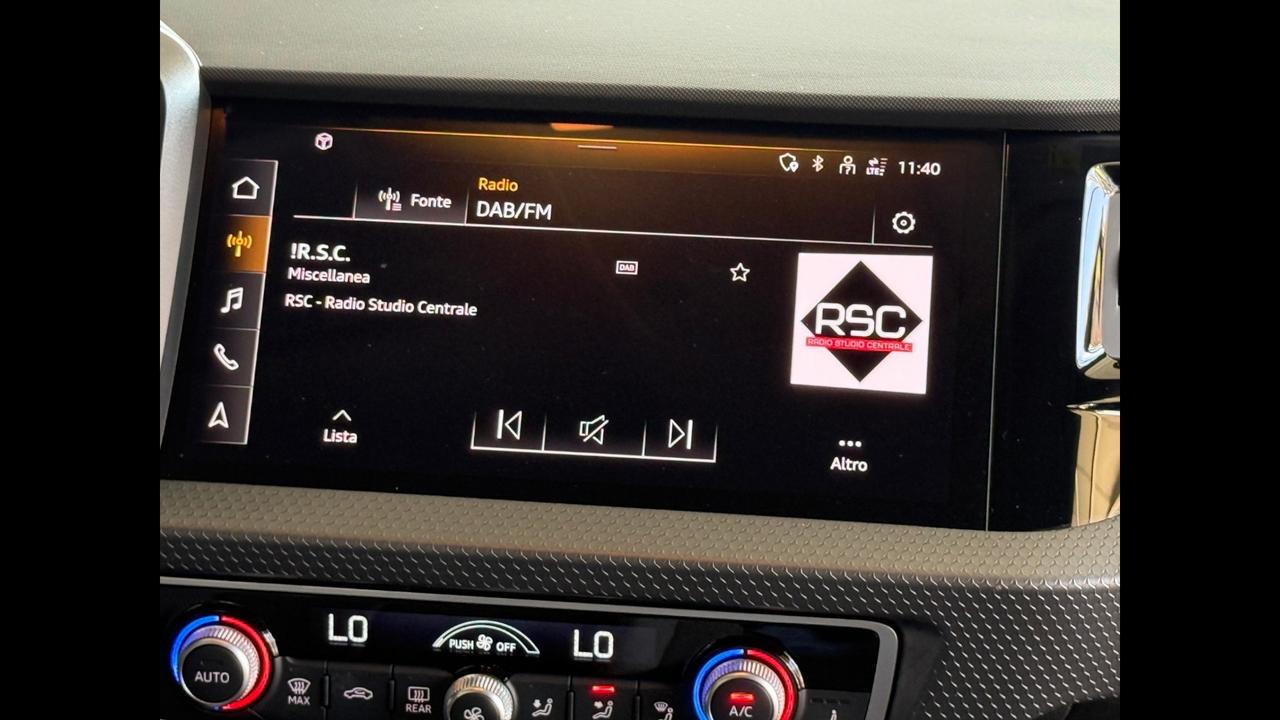 LTE
11:40
Radio
Fonte
DAB/FM
!R.S.C.
Miscellanea
DAB
RSC - Radio Studio Centrale
RSC
RADIO STUDIO CENTRALE
Lista
Altro
LO
PUSH OFF
LO
AUTO
MAX
REAR
A/C